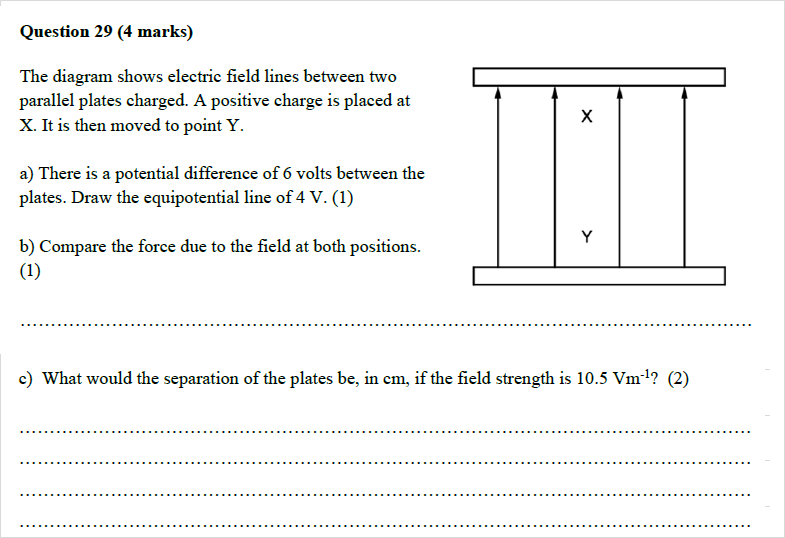 Question 29 (4 marks)
The diagram shows electric field lines between two
parallel plates charged. A positive charge is placed at
X. It is then moved to point Y.
a) There is a potential difference of 6 volts between the
plates. Draw the equipotential line of 4 V. (1)
b) Compare the force due to the field at both positions.
(1)
X
Y
c) What would the separation of the plates be, in cm, if the field strength is 10.5 Vm⁻¹? (2)